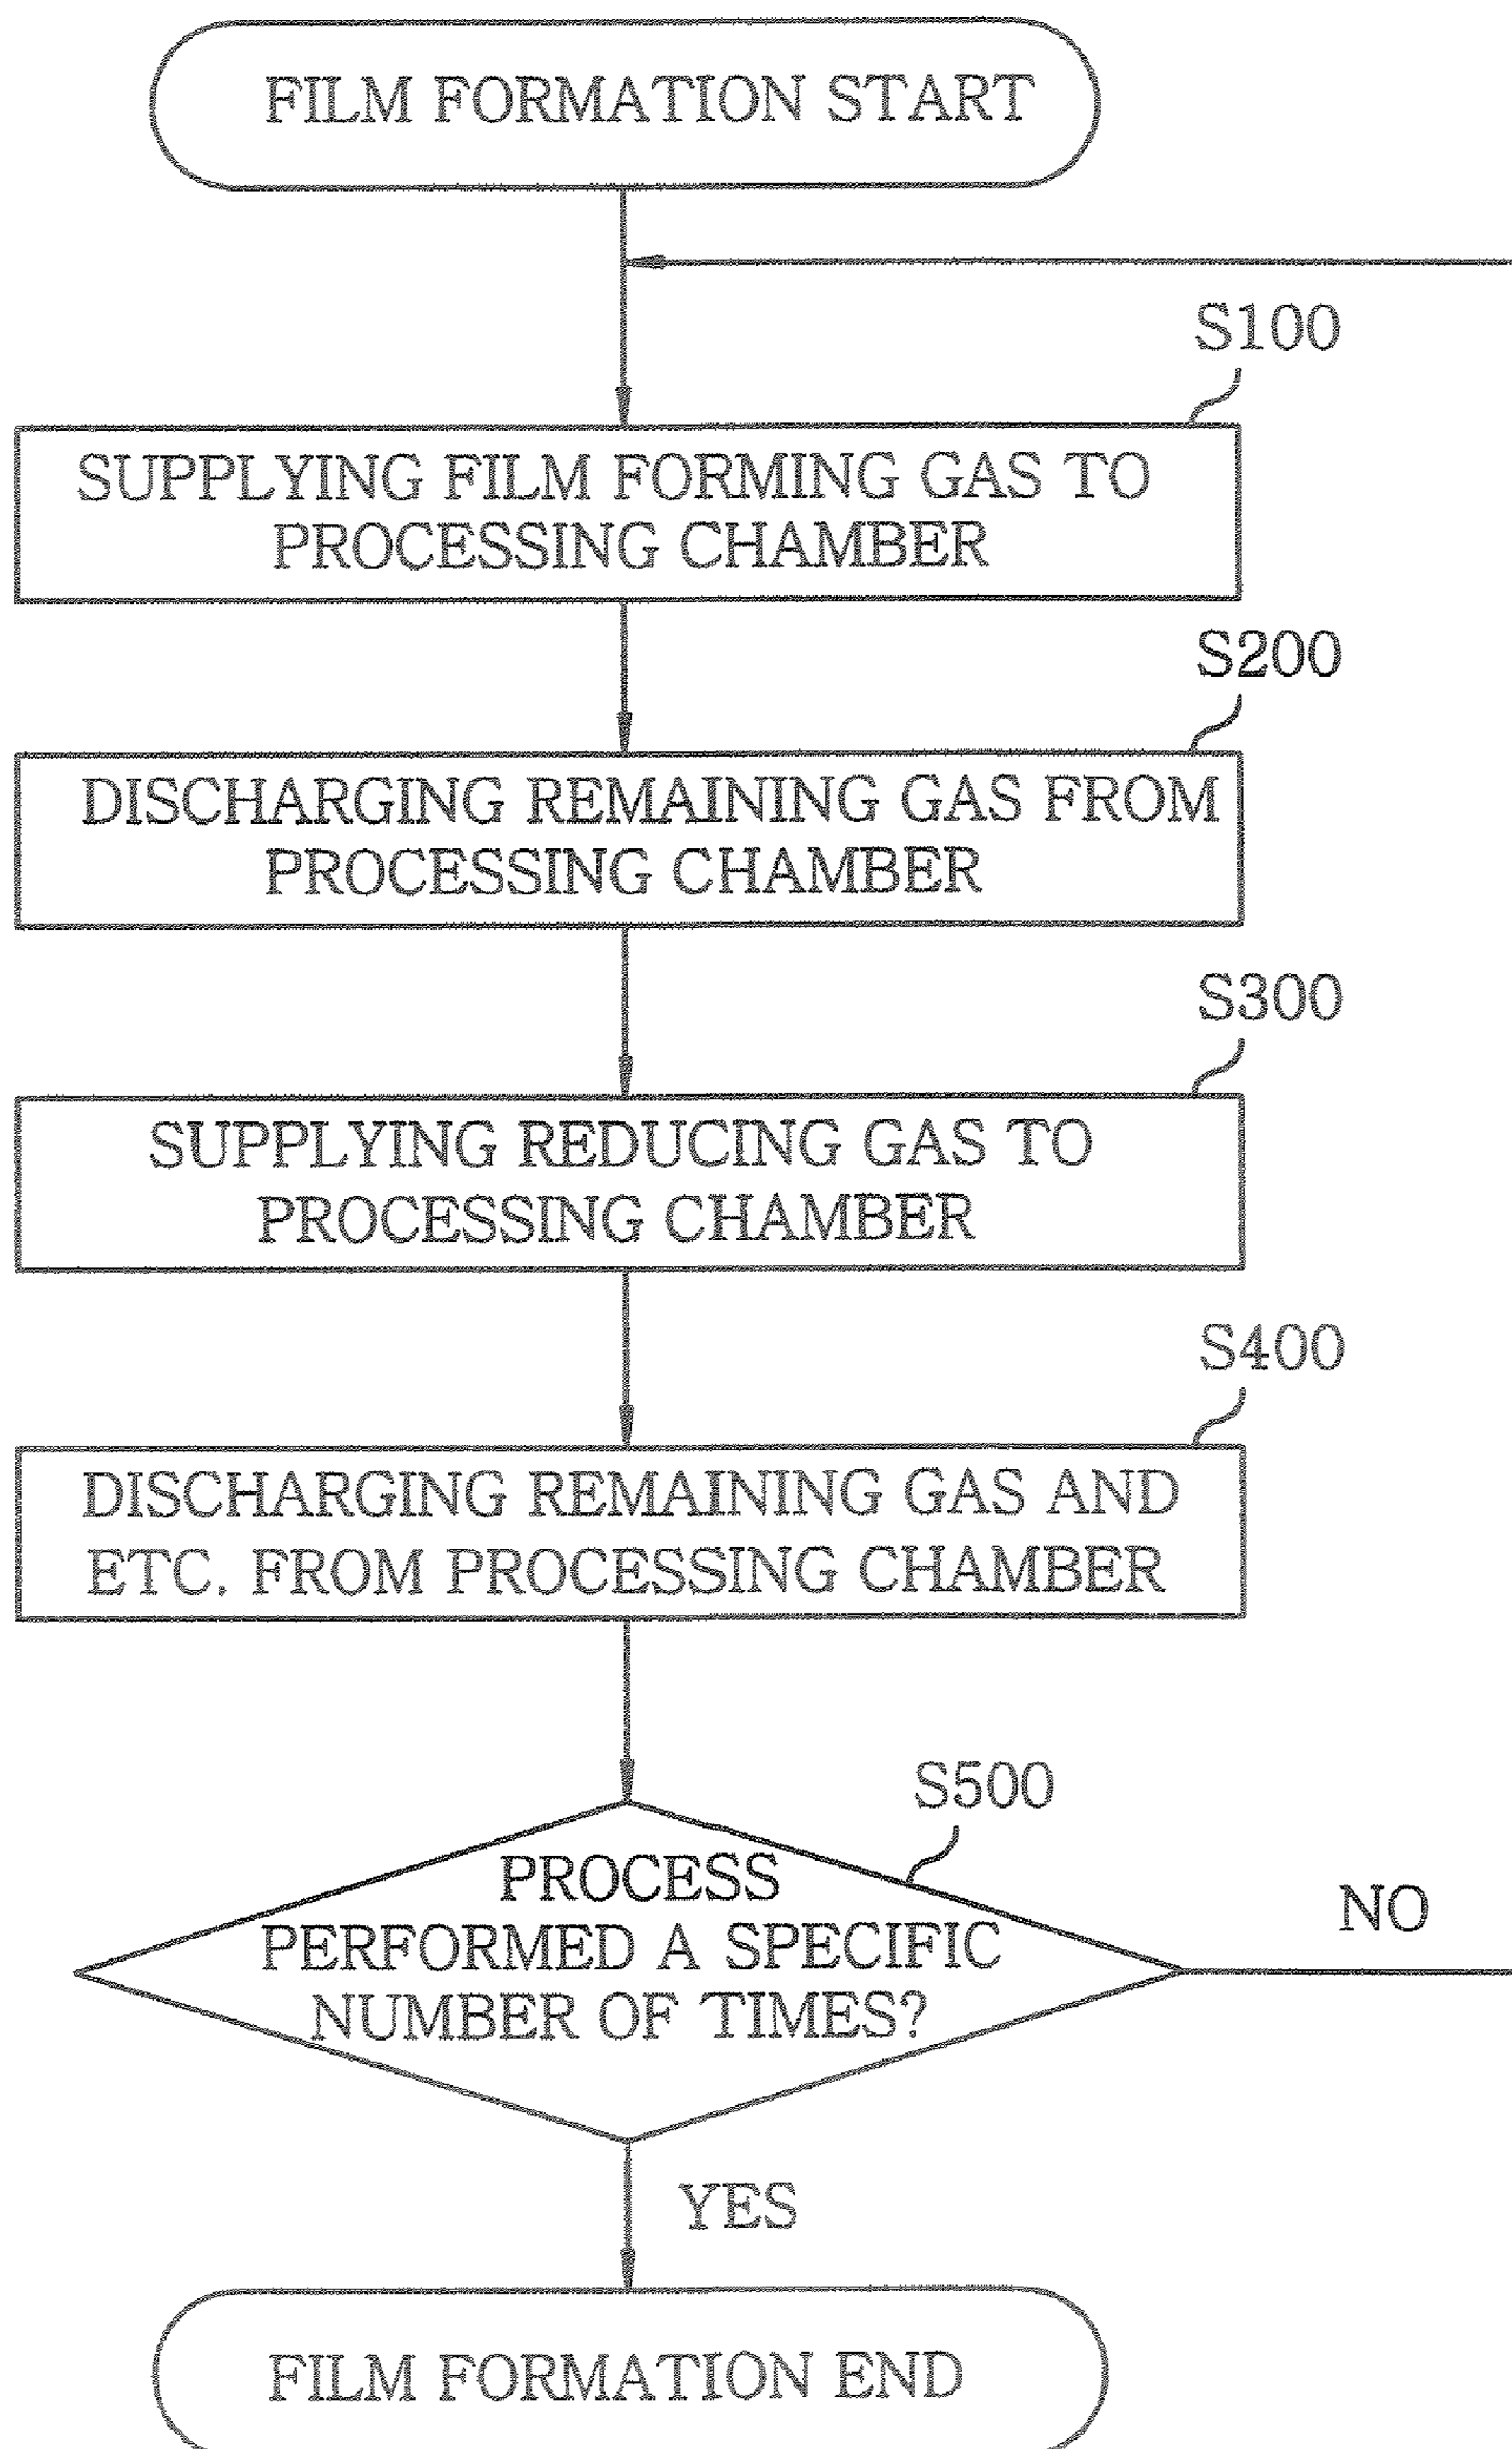 FILM FORMATION START
S100
SUPPLYING FILM FORMING GAS TO
PROCESSING CHAMBER
S200
DISCHARGING REMAINING GAS FROM
PROCESSING CHAMBER
S300
SUPPLYING REDUCING GAS TO
PROCESSING CHAMBER
S400
DISCHARGING REMAINING GAS AND
ETC. FROM PROCESSING CHAMBER
S500
PROCESS
PERFORMED A SPECIFIC
NUMBER OF TIMES?
NO
YES
FILM FORMATION END